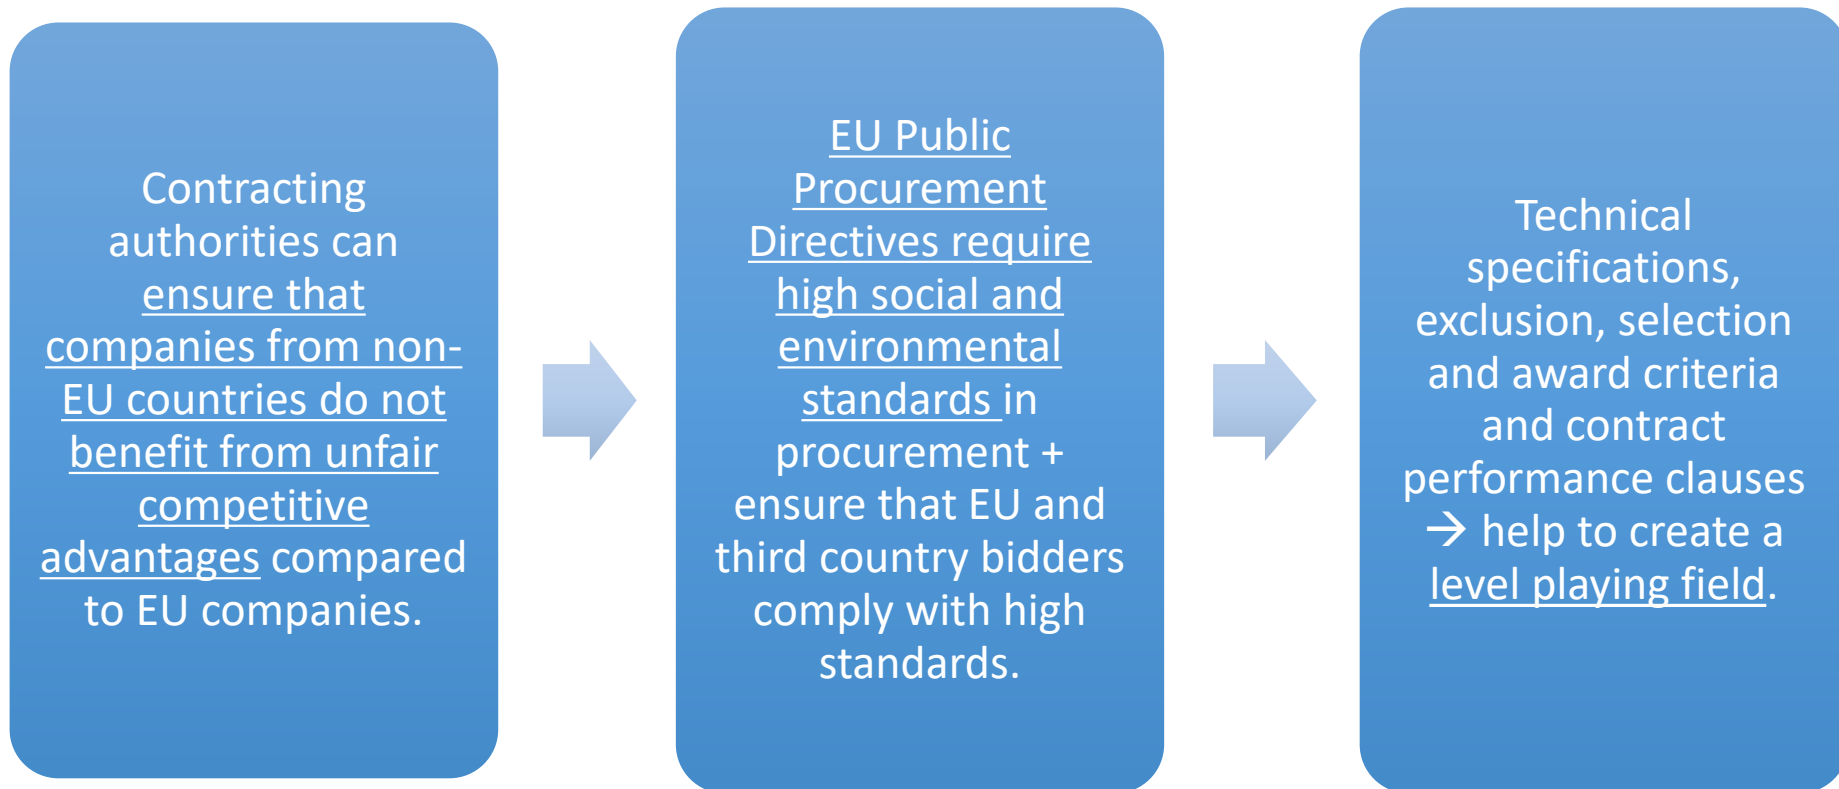 Contracting
authorities can
ensure that
companies from non-
EU countries do not
benefit from unfair
competitive
advantages compared
to EU companies.
EU Public
Procurement
Directives require
high social and
environmental
standards in
procurement +
ensure that EU and
third country bidders
comply with high
standards.
Technical
specifications,
exclusion, selection
and award criteria
and contract
performance clauses
→ help to create a
level playing field.